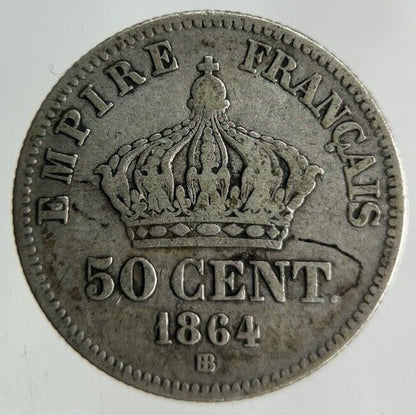 EMPIRE FRANÇAIS
50 CENT.
1864
BB